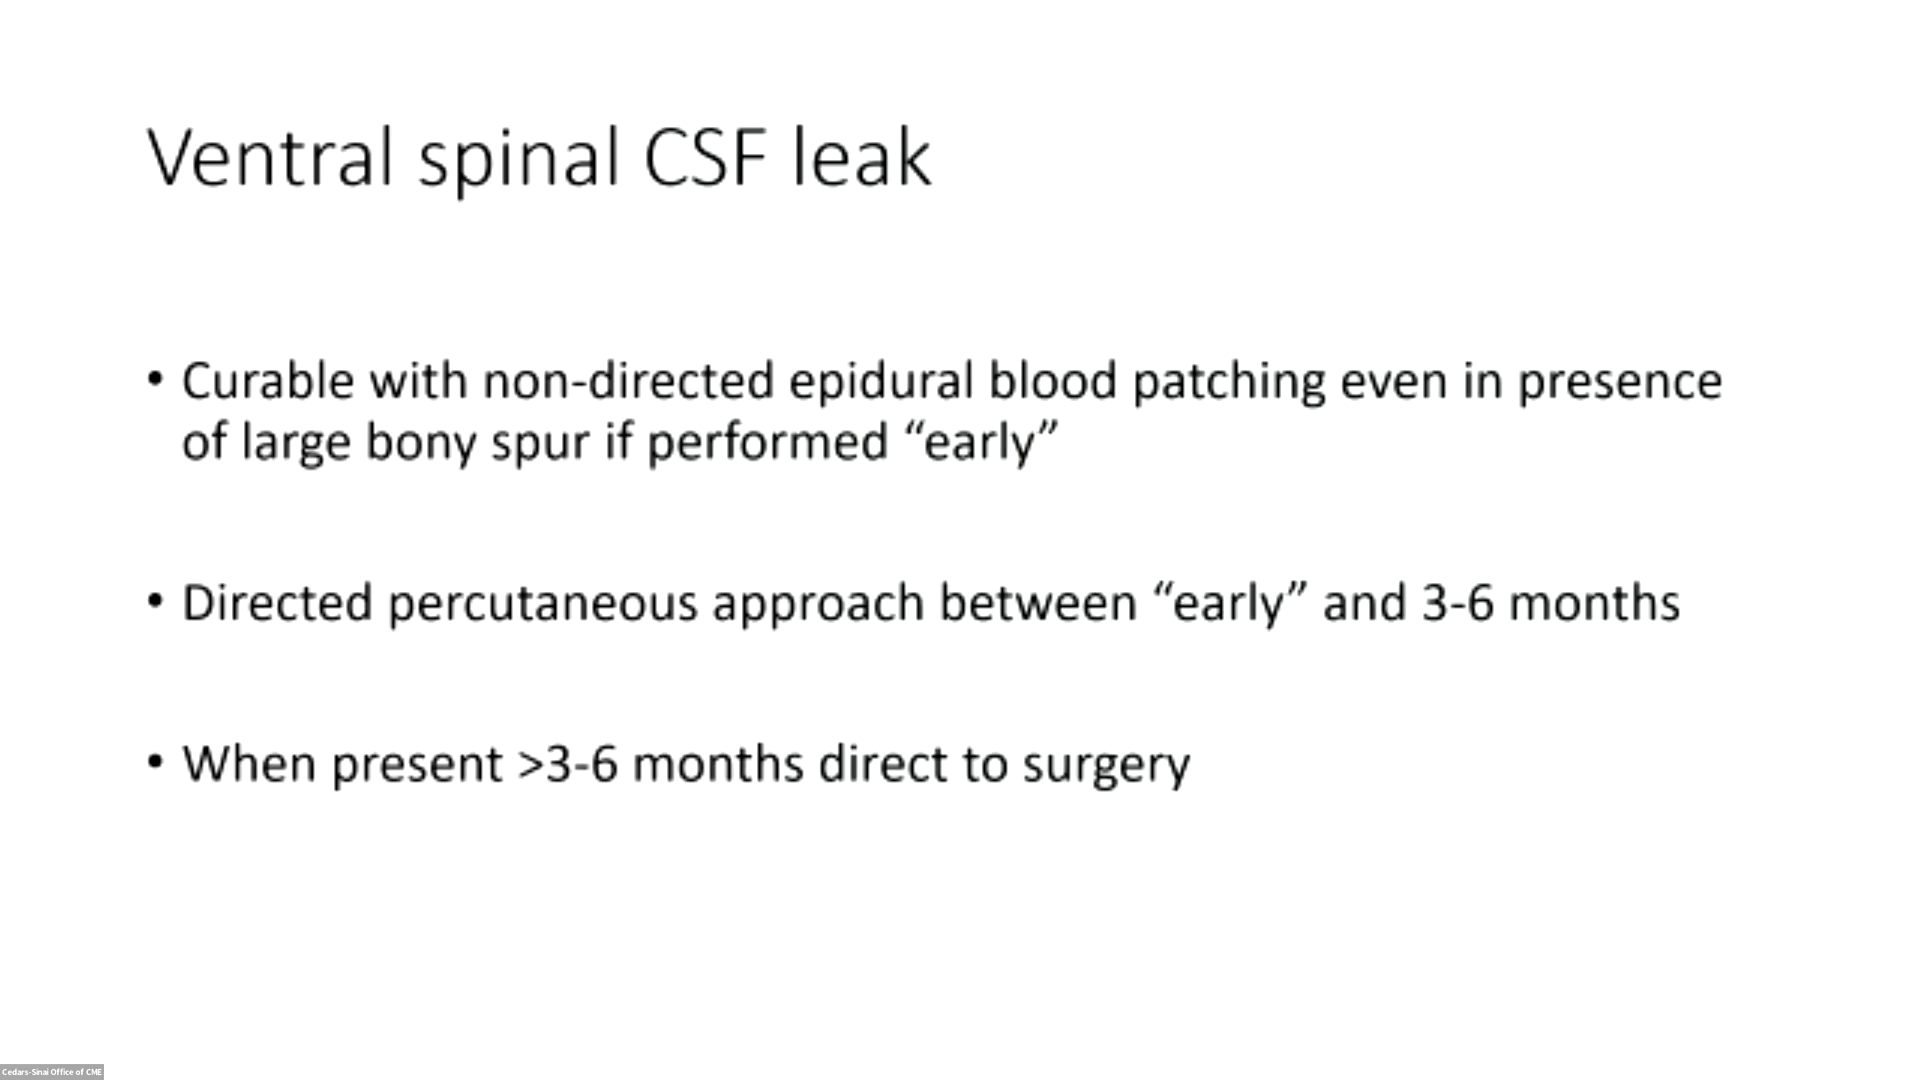 Ventral spinal CSF leak
• Curable with non-directed epidural blood patching even in presence
of large bony spur if performed “early”
• Directed percutaneous approach between “early” and 3-6 months
• When present >3-6 months direct to surgery
Cedars-Sinai Office of CME